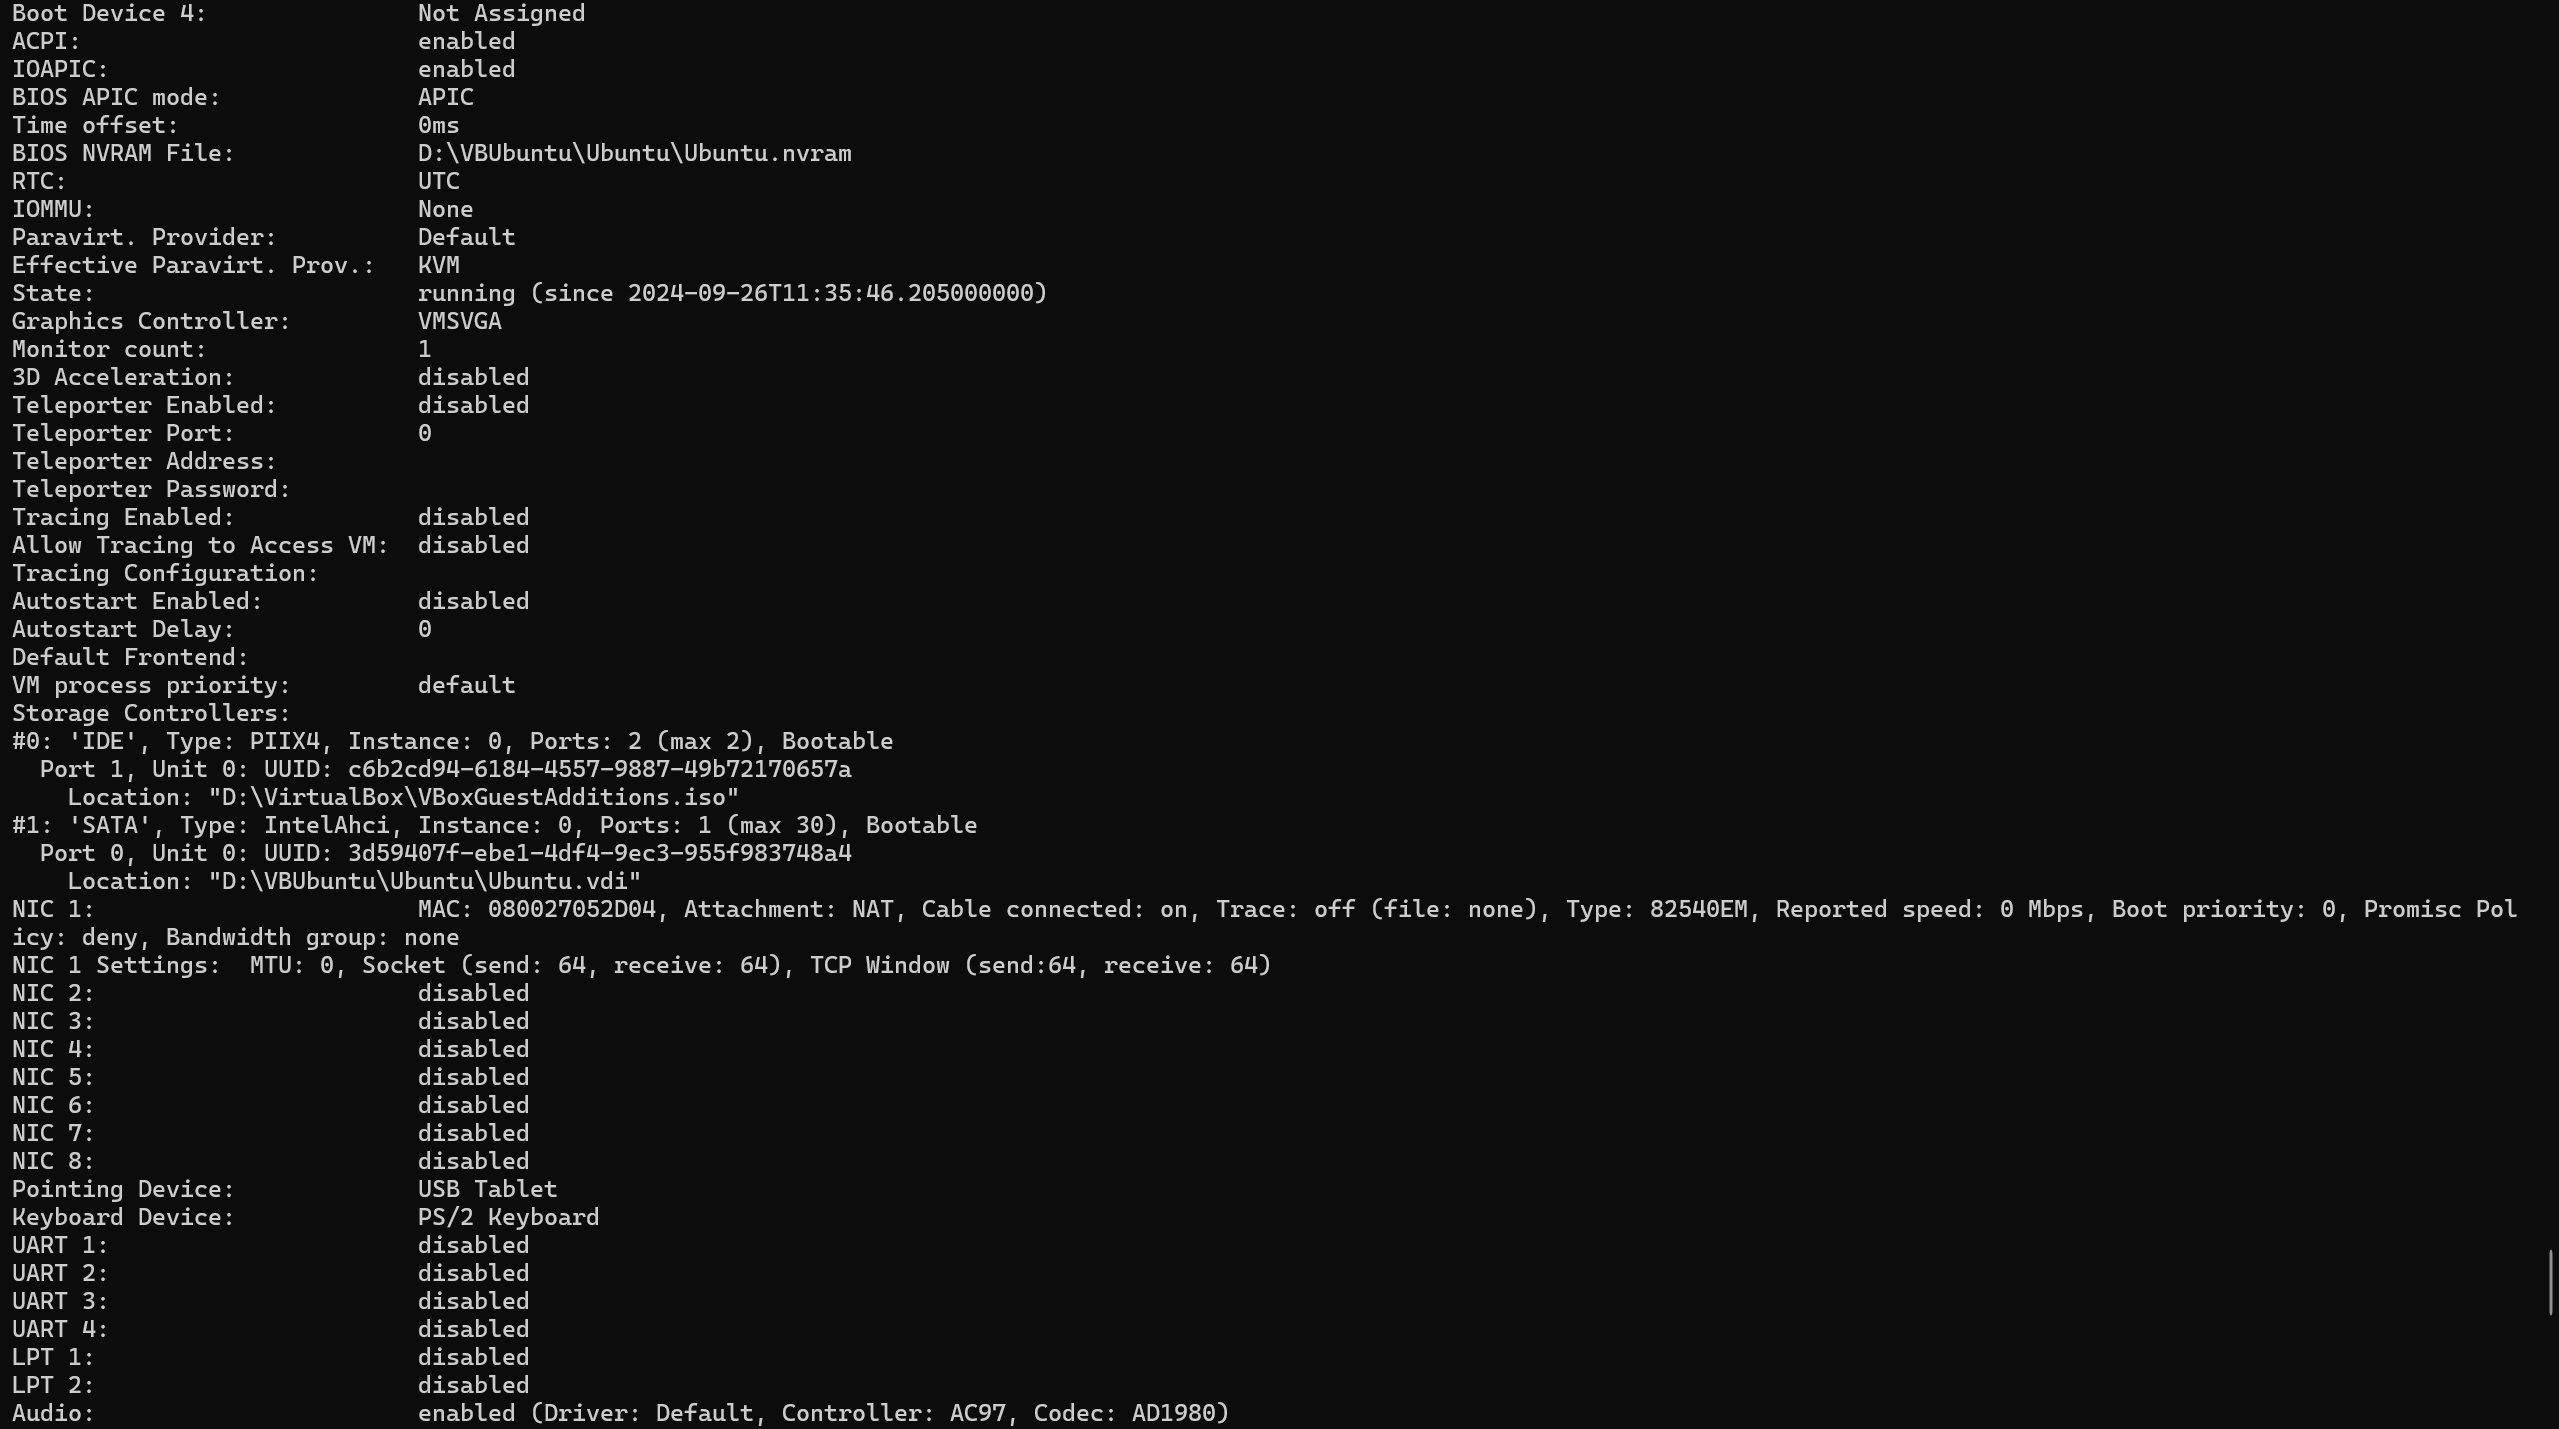 Boot Device 4:               Not Assigned
ACPI:                        enabled
IOAPIC:                      enabled
BIOS APIC mode:              APIC
Time offset:                 0ms
BIOS NVRAM File:             D:\VBUbuntu\Ubuntu\Ubuntu.nvram
RTC:                         UTC
IOMMU:                       None
Paravirt. Provider:          Default
Effective Paravirt. Prov.:   KVM
State:                       running (since 2024-09-26T11:35:46.205000000)
Graphics Controller:         VMSVGA
Monitor count:               1
3D Acceleration:             disabled
Teleporter Enabled:          disabled
Teleporter Port:             0
Teleporter Address:
Teleporter Password:
Tracing Enabled:             disabled
Allow Tracing to Access VM:  disabled
Tracing Configuration:
Autostart Enabled:           disabled
Autostart Delay:             0
Default Frontend:
VM process priority:         default
Storage Controllers:
#0: 'IDE', Type: PIIX4, Instance: 0, Ports: 2 (max 2), Bootable
  Port 1, Unit 0: UUID: c6b2cd94-6184-4557-9887-49b72170657a
    Location: "D:\VirtualBox\VBoxGuestAdditions.iso"
#1: 'SATA', Type: IntelAhci, Instance: 0, Ports: 1 (max 30), Bootable
  Port 0, Unit 0: UUID: 3d59407f-ebe1-4df4-9ec3-955f983748a4
    Location: "D:\VBUbuntu\Ubuntu\Ubuntu.vdi"
NIC 1:                       MAC: 080027052D04, Attachment: NAT, Cable connected: on, Trace: off (file: none), Type: 82540EM, Reported speed: 0 Mbps, Boot priority: 0, Promisc Pol
icy: deny, Bandwidth group: none
NIC 1 Settings:  MTU: 0, Socket (send: 64, receive: 64), TCP Window (send:64, receive: 64)
NIC 2:                       disabled
NIC 3:                       disabled
NIC 4:                       disabled
NIC 5:                       disabled
NIC 6:                       disabled
NIC 7:                       disabled
NIC 8:                       disabled
Pointing Device:             USB Tablet
Keyboard Device:             PS/2 Keyboard
UART 1:                      disabled
UART 2:                      disabled
UART 3:                      disabled
UART 4:                      disabled
LPT 1:                       disabled
LPT 2:                       disabled
Audio:                       enabled (Driver: Default, Controller: AC97, Codec: AD1980)